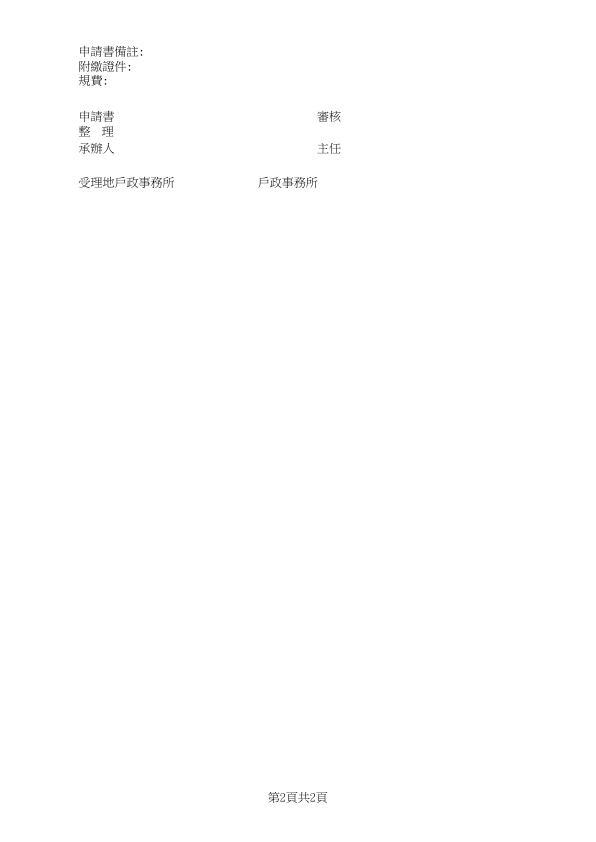 申請書備註:
附繳證件:
規費:
申請書 審核
整 理
承辦人 主任
受理地戶政事務所 戶政事務所
第2頁共2頁